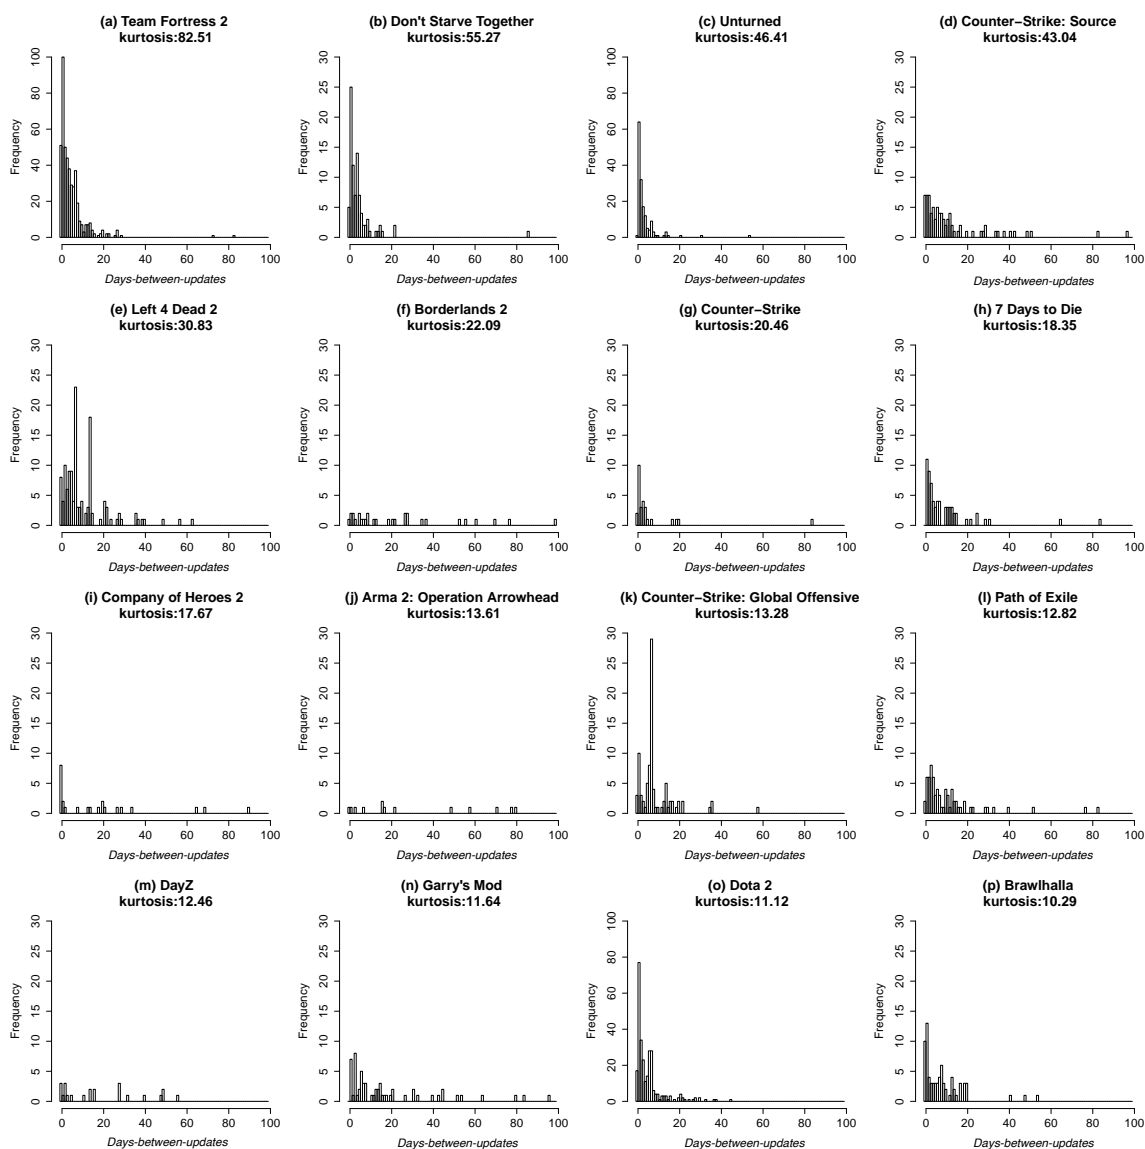 (a) Team Fortress 2
kurtosis:82.51
Frequency
0 20 40 60 80 100
0 20 40 60 80 100
Days-between-updates
(b) Don't Starve Together
kurtosis:55.27
Frequency
0 5 10 15 20 25 30
0 20 40 60 80 100
Days-between-updates
(c) Unturned
kurtosis:46.41
Frequency
0 20 40 60 80 100
0 20 40 60 80 100
Days-between-updates
(d) Counter−Strike: Source
kurtosis:43.04
Frequency
0 5 10 15 20 25 30
0 20 40 60 80 100
Days-between-updates
(e) Left 4 Dead 2
kurtosis:30.83
Frequency
0 5 10 15 20 25 30
0 20 40 60 80 100
Days-between-updates
(f) Borderlands 2
kurtosis:22.09
Frequency
0 5 10 15 20 25 30
0 20 40 60 80 100
Days-between-updates
(g) Counter−Strike
kurtosis:20.46
Frequency
0 5 10 15 20 25 30
0 20 40 60 80 100
Days-between-updates
(h) 7 Days to Die
kurtosis:18.35
Frequency
0 5 10 15 20 25 30
0 20 40 60 80 100
Days-between-updates
(i) Company of Heroes 2
kurtosis:17.67
Frequency
0 5 10 15 20 25 30
0 20 40 60 80 100
Days-between-updates
(j) Arma 2: Operation Arrowhead
kurtosis:13.61
Frequency
0 5 10 15 20 25 30
0 20 40 60 80 100
Days-between-updates
(k) Counter−Strike: Global Offensive
kurtosis:13.28
Frequency
0 5 10 15 20 25 30
0 20 40 60 80 100
Days-between-updates
(l) Path of Exile
kurtosis:12.82
Frequency
0 5 10 15 20 25 30
0 20 40 60 80 100
Days-between-updates
(m) DayZ
kurtosis:12.46
Frequency
0 5 10 15 20 25 30
0 20 40 60 80 100
Days-between-updates
(n) Garry's Mod
kurtosis:11.64
Frequency
0 5 10 15 20 25 30
0 20 40 60 80 100
Days-between-updates
(o) Dota 2
kurtosis:11.12
Frequency
0 20 40 60 80 100
0 20 40 60 80 100
Days-between-updates
(p) Brawlhalla
kurtosis:10.29
Frequency
0 5 10 15 20 25 30
0 20 40 60 80 100
Days-between-updates